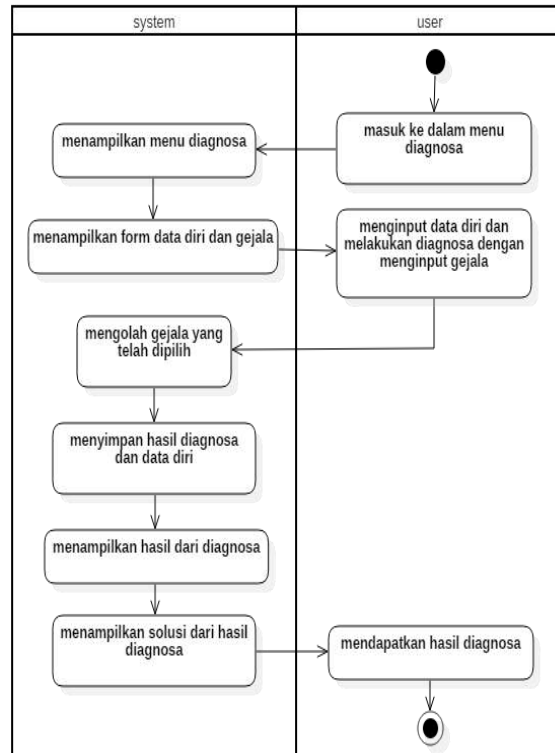 system
user
masuk ke dalam menu
diagnosa
menampilkan menu diagnosa
menampilkan form data diri dan gejala
menginput data diri dan
melakukan diagnosa dengan
menginput gejala
mengolah gejala yang
telah dipilih
menyimpan hasil diagnosa
dan data diri
menampilkan hasil dari diagnosa
menampilkan solusi dari hasil
diagnosa
mendapatkan hasil diagnosa